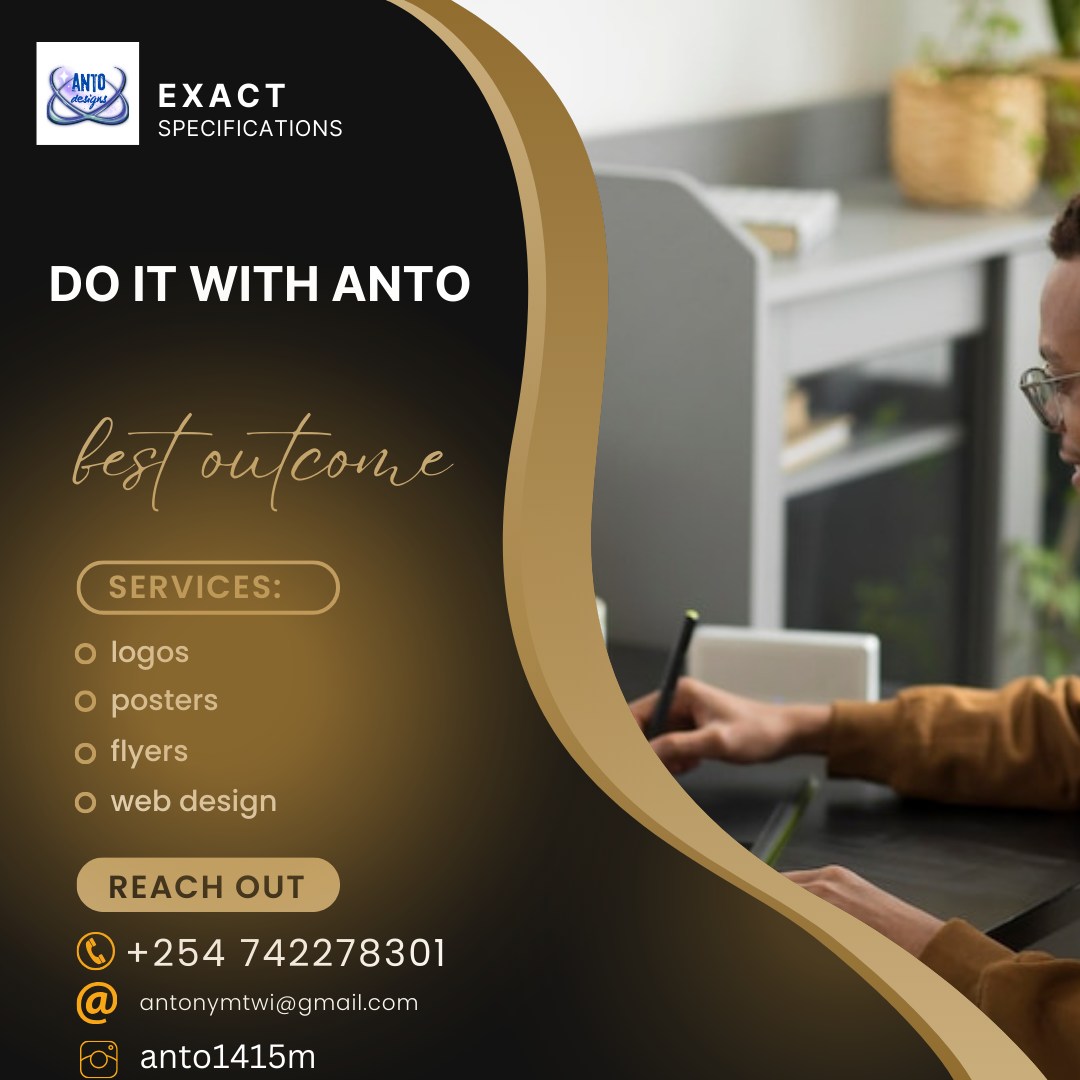 ANTO
designs
EXACT
SPECIFICATIONS
DO IT WITH ANTO
best outcome
SERVICES:
logos
posters
flyers
web design
REACH OUT
+254 742278301
@ antonymtwi@gmail.com
anto1415m